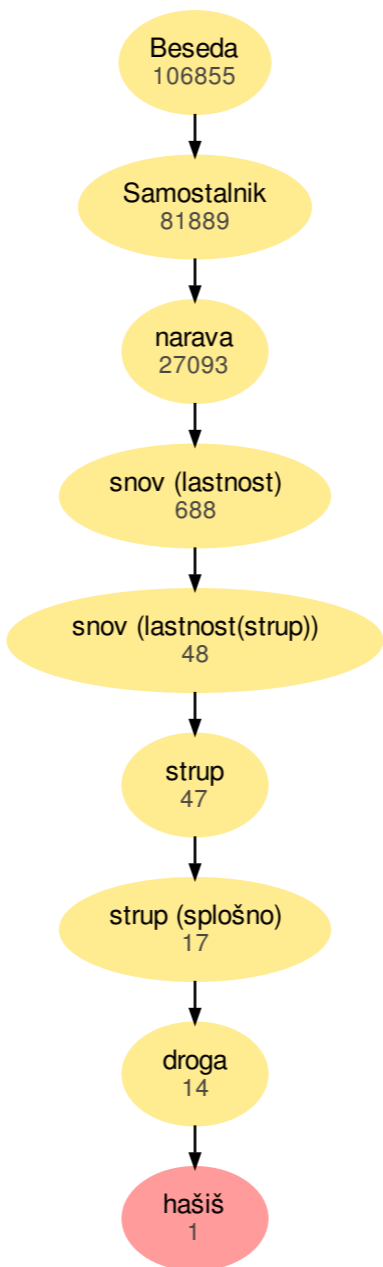 Beseda
106855
Samostalnik
81889
narava
27093
snov (lastnost)
688
snov (lastnost(strup))
48
strup
47
strup (splošno)
17
droga
14
hašiš
1